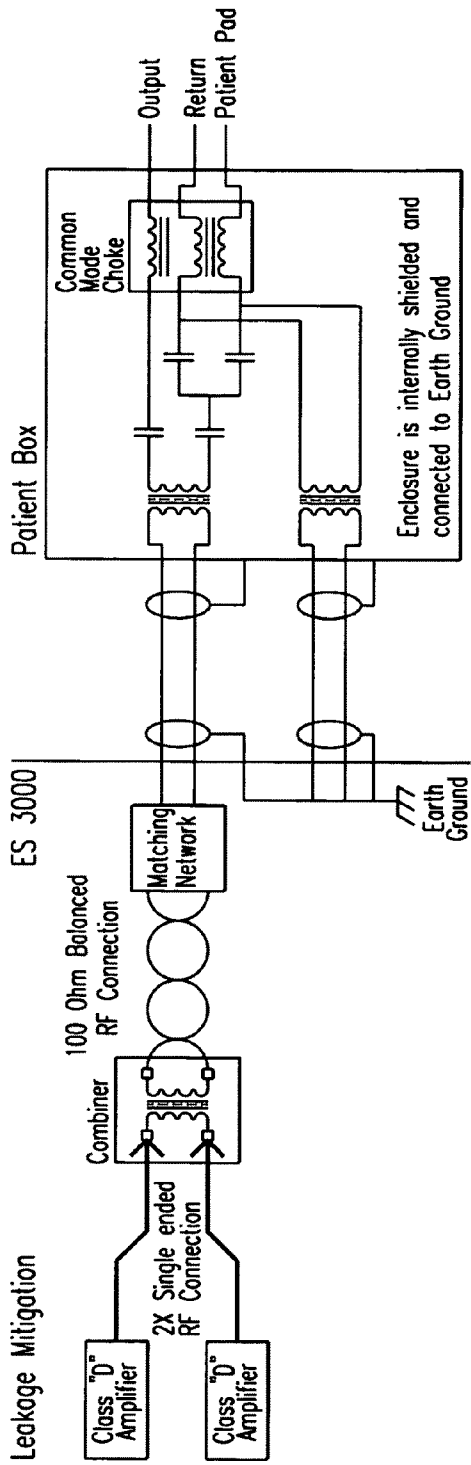 Leakage Mitigation
ES 3000
Patient Box
Class "D"
Amplifier
Class "D"
Amplifier
2X Single ended
RF Connection
Combiner
100 Ohm Balanced
RF Connection
Matching
Network
Earth
Ground
Common
Mode
Choke
Output
Return
Patient Pad
Enclosure is internally shielded and
connected to Earth Ground